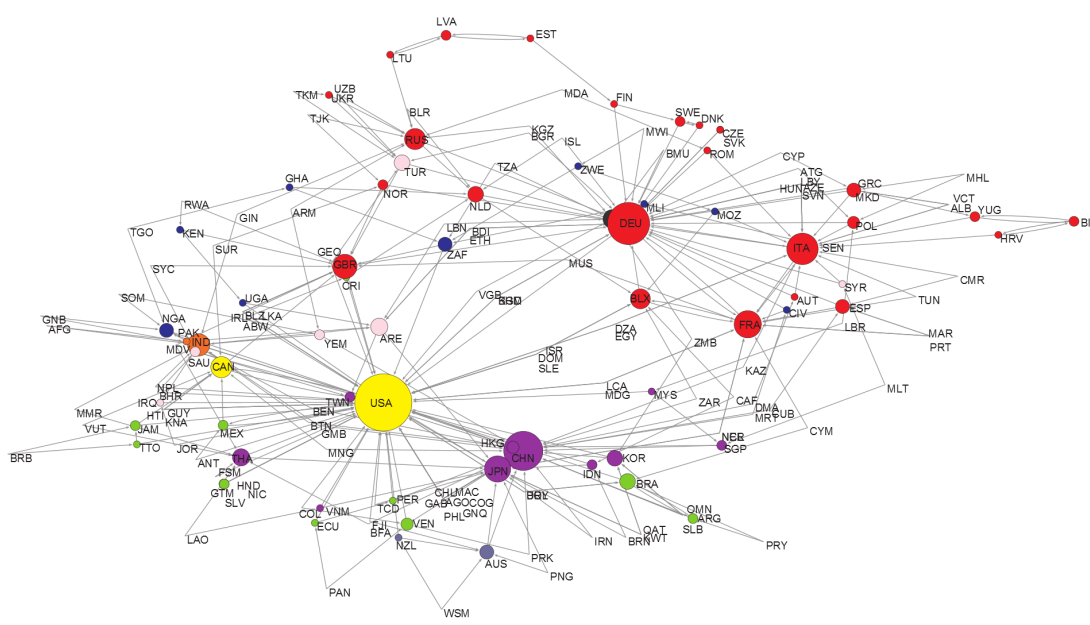 LVA
EST
LTU
UZB
TKM
UKR
MDA
FIN
BLR
SWE
DNK
TJK
KGZ
BGR
MWI
CZE
SVK
RUS
ISL
BMU
ROM
CYP
TUR
TZA
ZWE
ATG
LBY
GHA
HUN
AZE
SVN
GRC
MKD
MHL
NOR
NLD
RWA
MLI
MOZ
VCT
ALB
YUG
GIN
ARM
DEU
POL
TGO
KEN
LBN
BDI
ETH
HRV
SUR
GEO
ZAF
ITA
SEN
SYC
GBR
MUS
CRI
CMR
SYR
SOM
UGA
VGR
BLX
AUT
CIV
ESP
TUN
GNB
AFG
NGA
PAK
BLZ
LKA
ABW
ARE
FRA
DZA
EGY
LBR
MAR
PRT
MDV
IND
YEM
ISR
DOM
SLE
ZMB
SAU
CAN
KAZ
NPL
BHR
IRQ
LCA
MDG
MYS
MLT
MMR
HTI
GUY
KNA
TWN
BEN
USA
ZAR
CAF
DMA
MRT
VUT
JAM
MEX
BTN
GMB
CYM
TTO
JOR
MNG
HKG
SGP
BRB
ANT
THA
FSM
CHN
JPN
KOR
IDN
GTM
HND
NIC
SLV
CHL
MAC
BRA
PER
TCD
GAB
AGO
COG
GNQ
PHL
COL
VNM
ECU
FJI
BFA
VEN
OMN
ARG
SLB
QAT
KWT
LAO
NZL
IRN
BRN
PRY
AUS
PRK
PNG
PAN
WSM